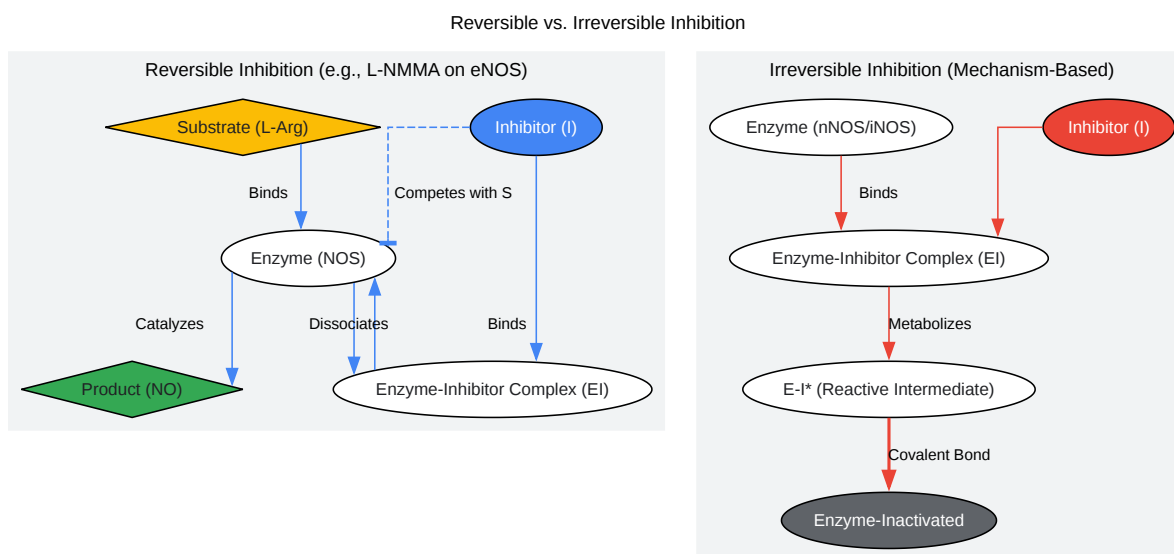 Reversible vs. Irreversible Inhibition
Reversible Inhibition (e.g., L-NMMA on eNOS)
Substrate (L-Arg)
Inhibitor (I)
Binds
Competes with S
Enzyme (NOS)
Catalyzes
Dissociates
Binds
Product (NO)
Enzyme-Inhibitor Complex (EI)
Irreversible Inhibition (Mechanism-Based)
Enzyme (nNOS/iNOS)
Inhibitor (I)
Binds
Enzyme-Inhibitor Complex (EI)
Metabolizes
E-I* (Reactive Intermediate)
Covalent Bond
Enzyme-Inactivated